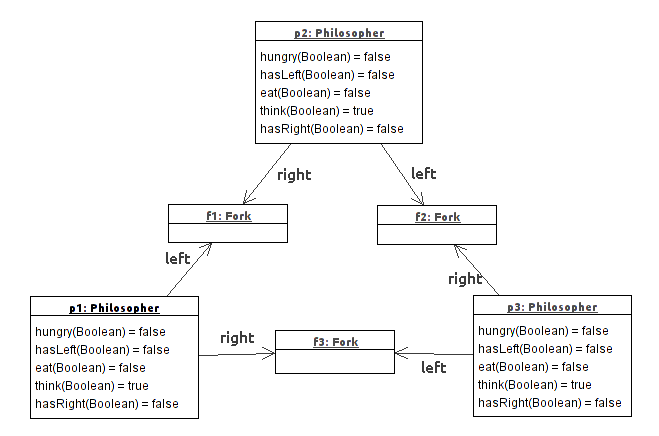 p2: Philosopher
hungry(Boolean) = false
hasLeft(Boolean) = false
eat(Boolean) = false
think(Boolean) = true
hasRight(Boolean) = false
right
left
f1: Fork
f2: Fork
left
right
p1: Philosopher
hungry(Boolean) = false
hasLeft(Boolean) = false
eat(Boolean) = false
think(Boolean) = true
hasRight(Boolean) = false
right
f3: Fork
left
p3: Philosopher
hungry(Boolean) = false
hasLeft(Boolean) = false
eat(Boolean) = false
think(Boolean) = true
hasRight(Boolean) = false